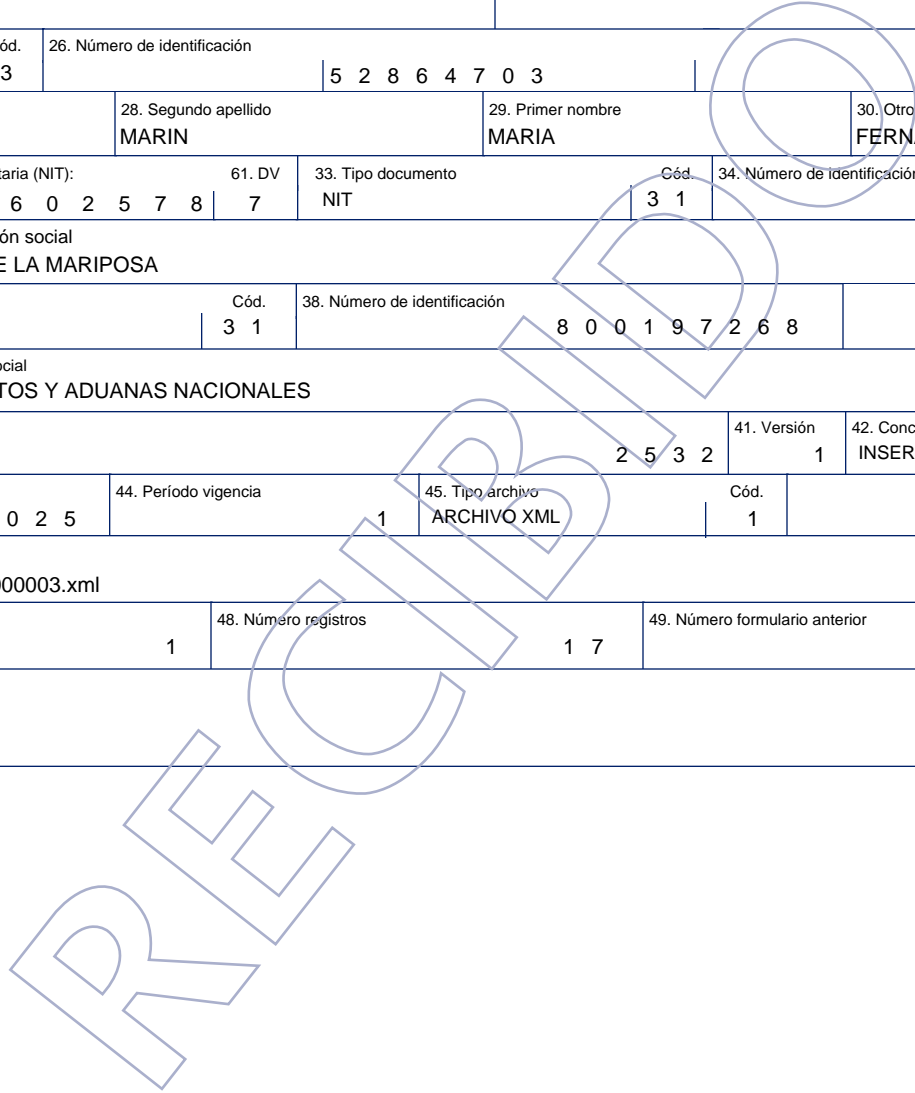 ód. 26. Número de identificación
3 5 2 8 6 4 7 0 3
28. Segundo apellido 29. Primer nombre 30. Otro
MARIN MARIA FERNA
taria (NIT): 61. DV 33. Tipo documento Cód. 34. Número de identificación
6 0 2 5 7 8 7 NIT 3 1
ón social
E LA MARIPOSA
Cód. 38. Número de identificación
3 1 8 0 0 1 9 7 2 6 8
ocial
TOS Y ADUANAS NACIONALES
41. Versión 42. Conc
2 5 3 2 1 INSER
44. Período vigencia 45. Tipo archivo Cód.
0 2 5 1 ARCHIVO XML 1
000003.xml
48. Número registros 49. Número formulario anterior
1 1 7
RECIBIDO